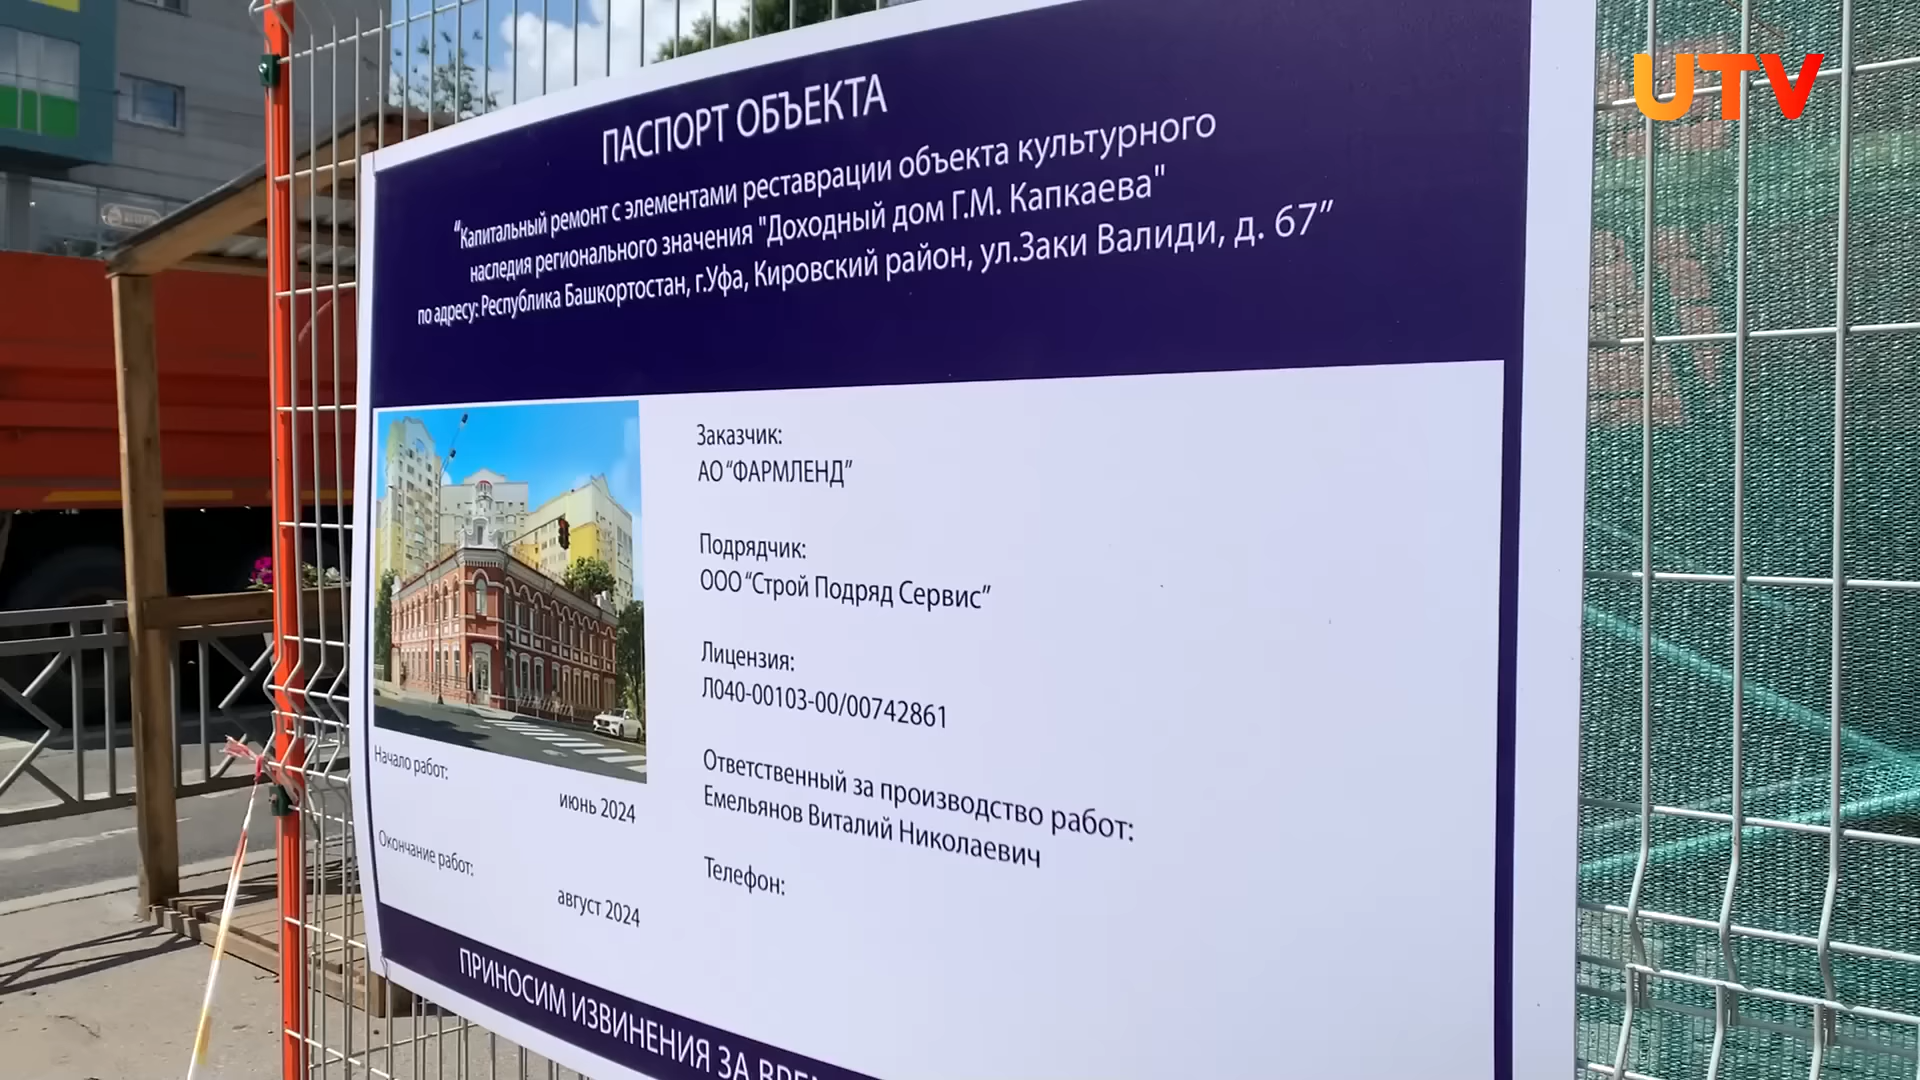 UTV
ПАСПОРТ ОБЪЕКТА
“Капитальный ремонт с элементами реставрации объекта культурного
наследия регионального значения "Доходный дом Г.М. Капкаева"
по адресу: Республика Башкортостан, г.Уфа, Кировский район, ул.Заки Валиди, д. 67”
Заказчик:
АО “ФАРМЛЕНД”
Подрядчик:
ООО “Строй Подряд Сервис”
Лицензия:
Л040-00103-00/00742861
Ответственный за производство работ:
Емельянов Виталий Николаевич
Телефон:
Начало работ:
июнь 2024
Окончание работ:
август 2024
ПРИНОСИМ ИЗВИНЕНИЯ ЗА